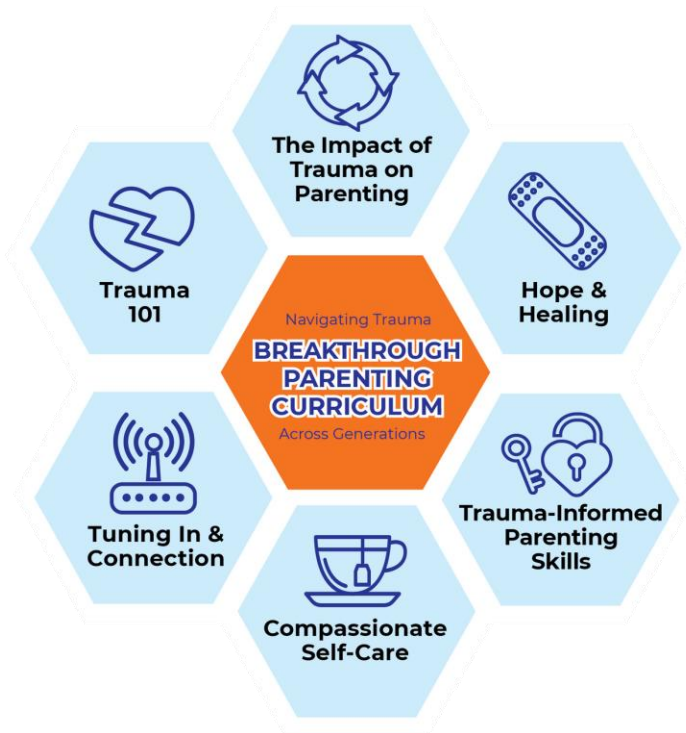 The Impact of
Trauma on
Parenting
Trauma
101
Hope &
Healing
Navigating Trauma
BREAKTHROUGH
PARENTING
CURRICULUM
Across Generations
Tuning In &
Connection
Trauma-Informed
Parenting
Skills
Compassionate
Self-Care